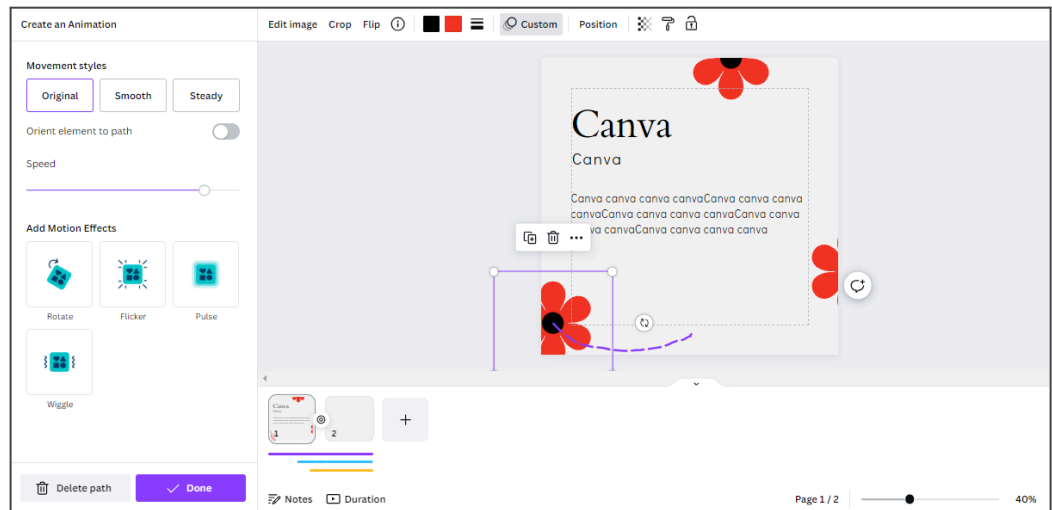 Create an Animation
Edit image Crop Flip Custom Position
Movement styles
Original Smooth Steady
Orient element to path
Speed
Add Motion Effects
Rotate Flicker Pulse
Wiggle
Delete path Done
Canva
Canva
Canva canva canva canvaCanva canva canva
canvaCanva canva canva canvaCanva canva
canvaCanva canva canva canva
Canva
1 2
Notes Duration
Page 1 / 2 40%